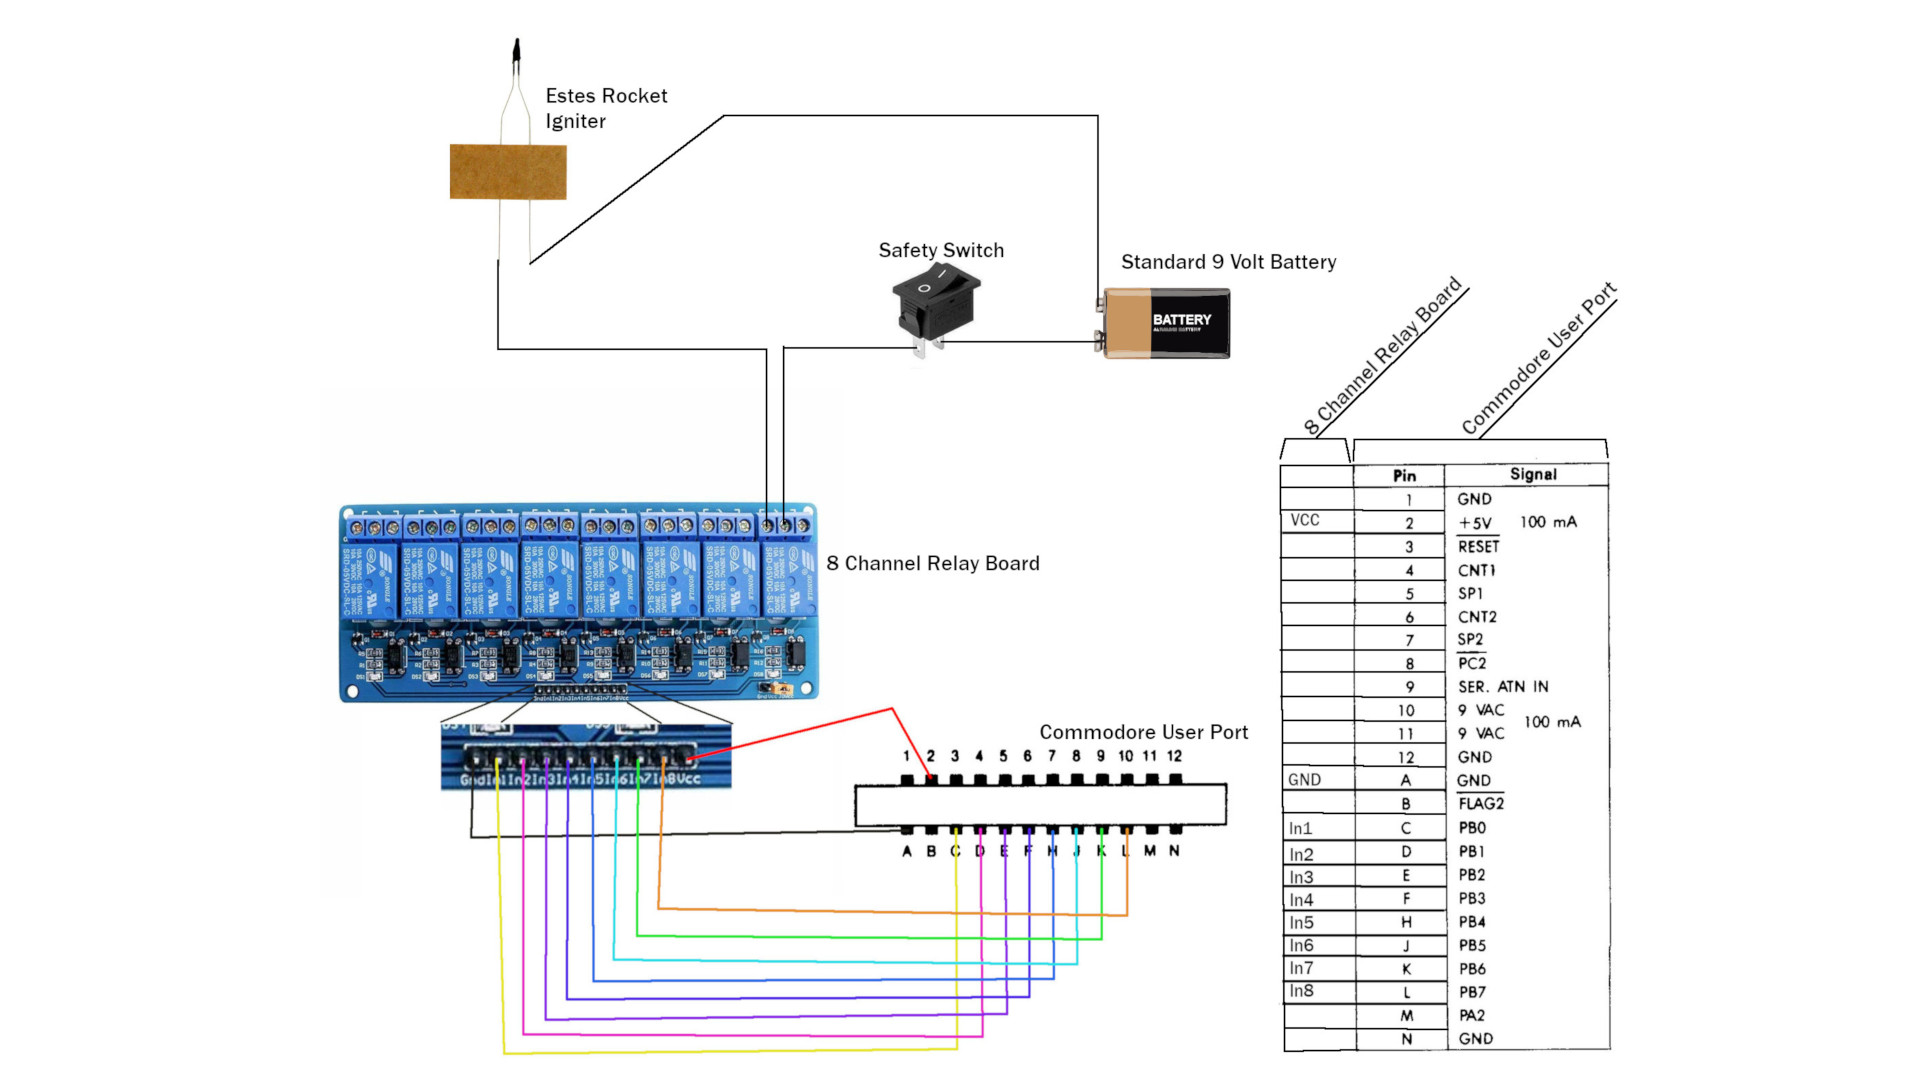 Estes Rocket
Igniter
Safety Switch
Standard 9 Volt Battery
BATTERY
ALKALINE BATTERY
8 Channel Relay Board
Commodore User Port
8 Channel Relay Board
GndIn1In2In3In4In5In6In7In8Vcc
Commodore User Port
1 2 3 4 5 6 7 8 9 10 11 12
A B C D E F H J K L M N
Pin Signal
1 GND
VCC 2 +5V 100 mA
3 RESET
4 CNT1
5 SP1
6 CNT2
7 SP2
8 PC2
9 SER. ATN IN
10 9 VAC
100 mA
11 9 VAC
12 GND
GND A GND
B FLAG2
In1 C PB0
In2 D PB1
In3 E PB2
In4 F PB3
In5 H PB4
In6 J PB5
In7 K PB6
In8 L PB7
M PA2
N GND